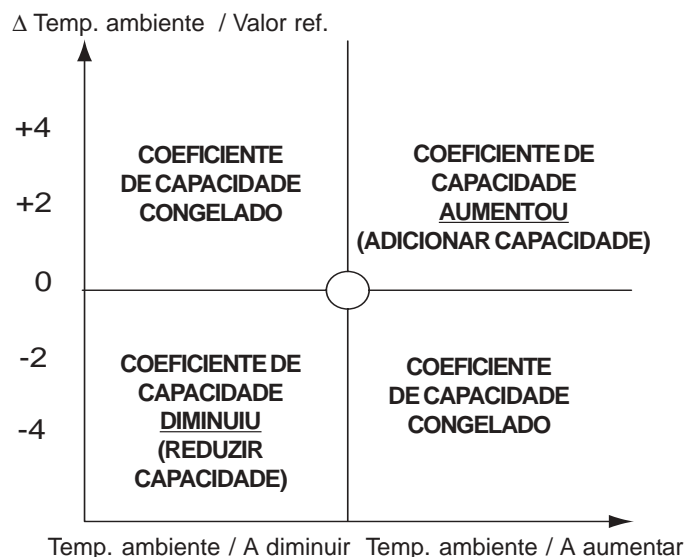 Δ Temp. ambiente / Valor ref.
+4
COEFICIENTE
DE CAPACIDADE
CONGELADO
COEFICIENTE DE
CAPACIDADE
AUMENTOU
(ADICIONAR CAPACIDADE)
+2
0
-2
COEFICIENTE DE
CAPACIDADE
DIMINUIU
(REDUZIR
CAPACIDADE)
COEFICIENTE
DE CAPACIDADE
CONGELADO
-4
Temp. ambiente / A diminuir Temp. ambiente / A aumentar